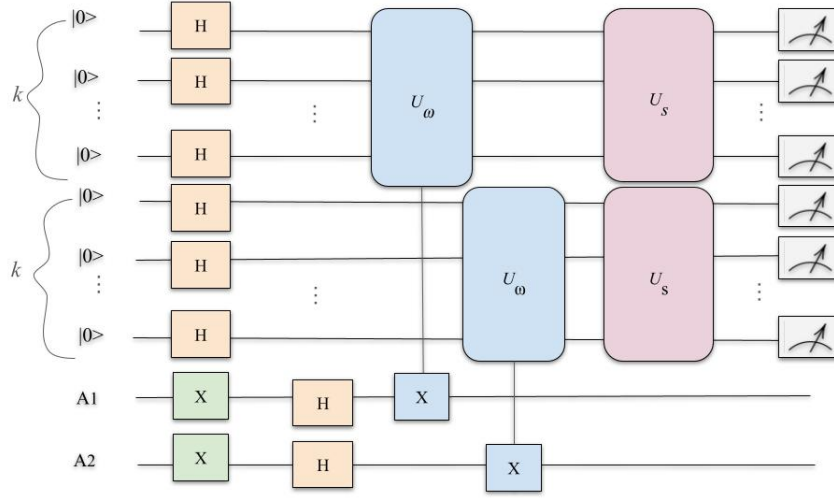 |0> H
|0> H
k ⋮ ⋮ U_ω U_s ⋮
|0> H
|0> H
|0> H
k ⋮ ⋮ U_ω U_s ⋮
|0> H
A1 X H X
A2 X H X